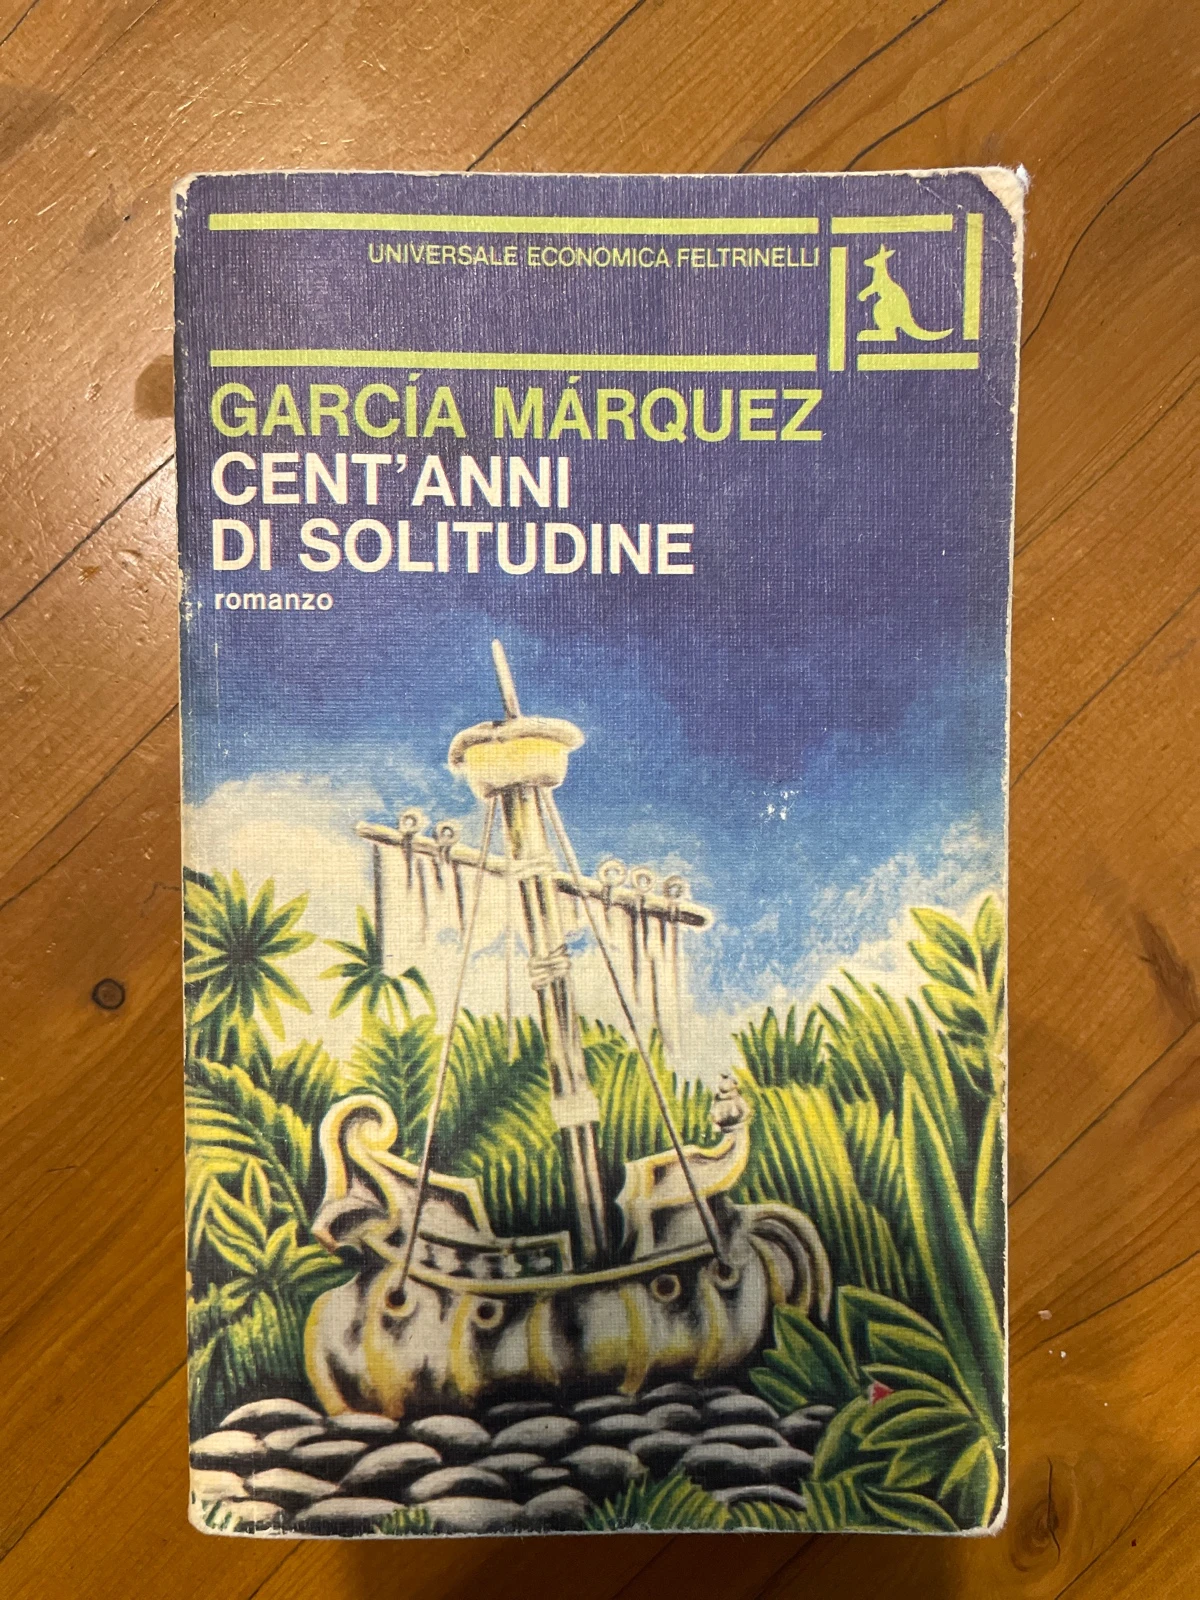 UNIVERSALE ECONOMICA FELTRINELLI
GARCÍA MÁRQUEZ
CENT'ANNI
DI SOLITUDINE
romanzo